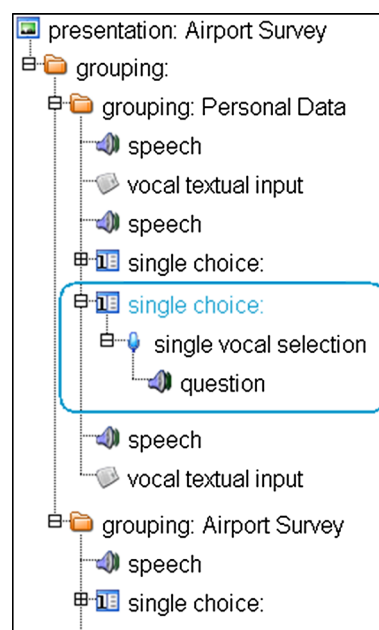 presentation: Airport Survey
grouping:
grouping: Personal Data
speech
vocal textual input
speech
single choice:
single choice:
single vocal selection
question
speech
vocal textual input
grouping: Airport Survey
speech
single choice: